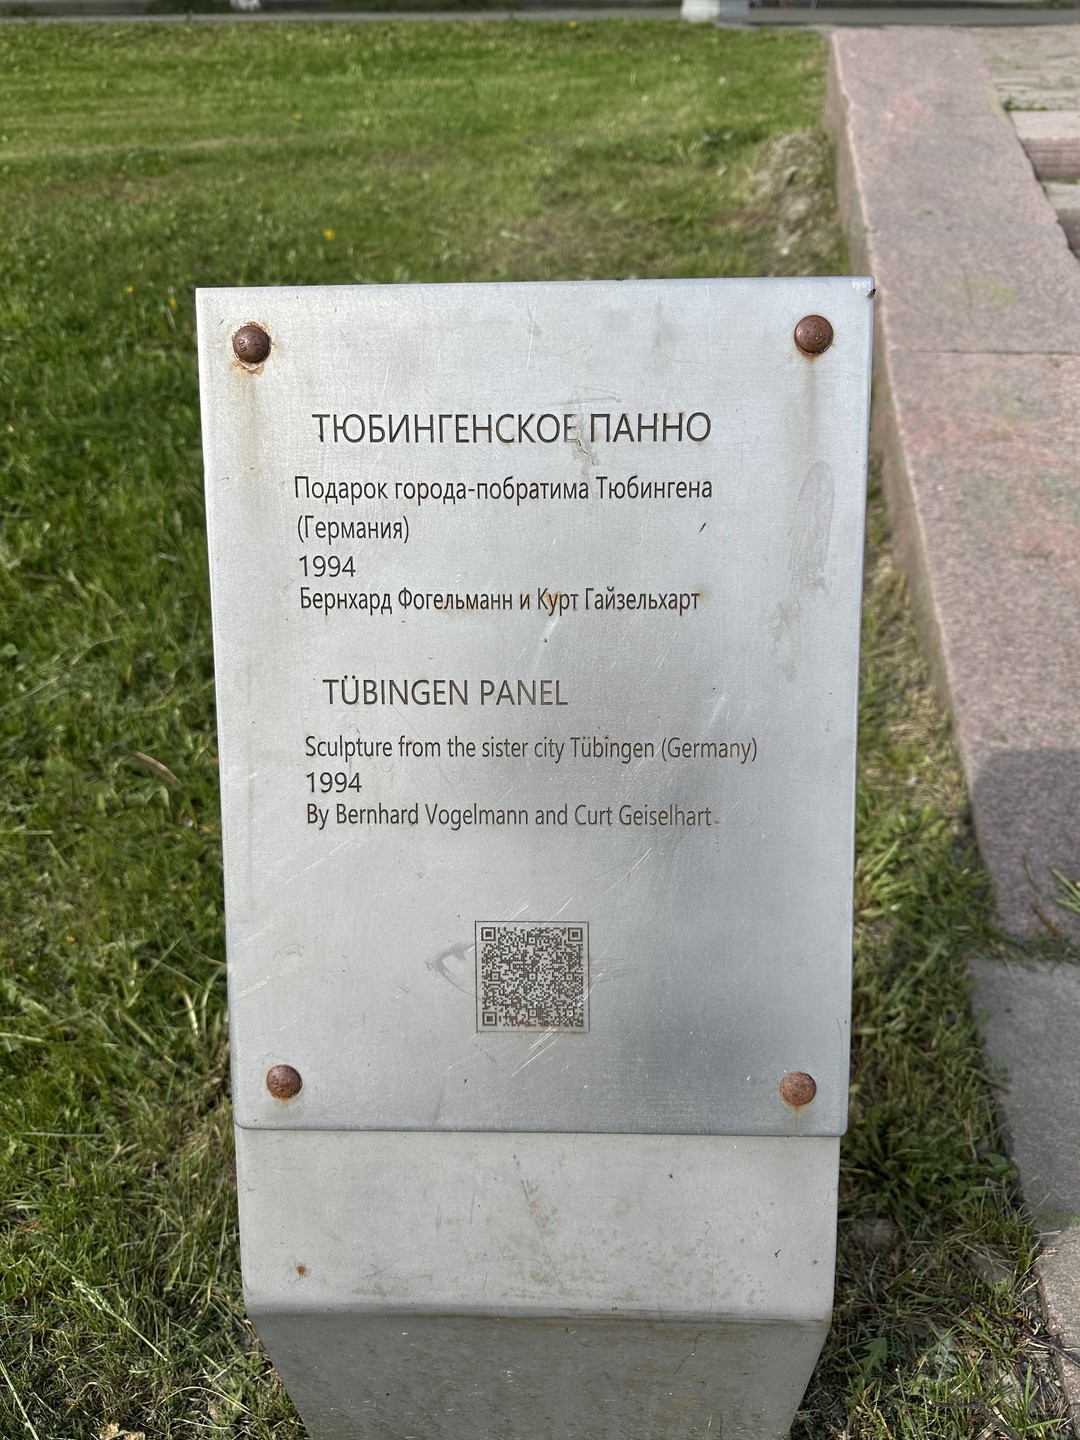 ТЮБИНГЕНСКОЕ ПАННО
Подарок города-побратима Тюбингена
(Германия)
1994
Бернхард Фогельманн и Курт Гайзельхарт
TÜBINGEN PANEL
Sculpture from the sister city Tübingen (Germany)
1994
By Bernhard Vogelmann and Curt Geiselhart